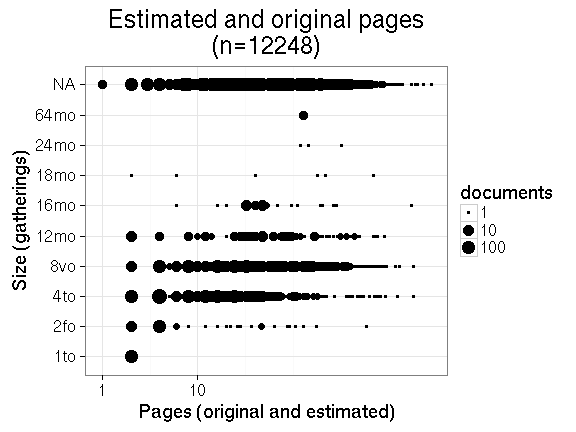 Estimated and original pages
(n=12248)
NA
64mo
24mo
18mo
16mo
12mo
8vo
4to
2fo
1to
Size (gatherings)
1
10
Pages (original and estimated)
documents
1
10
100